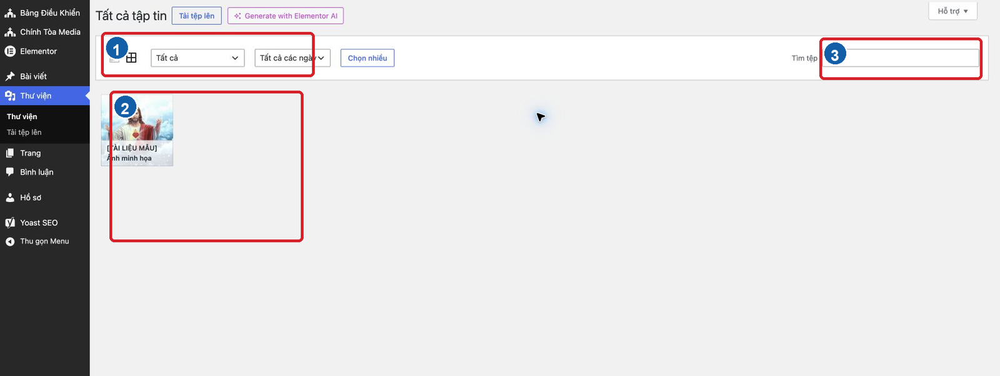 Bảng Điều Khiển
Chính Tòa Media
Elementor
Bài viết
Thư viện
Thư viện
Tải tệp lên
Trang
Bình luận
Hồ sơ
Yoast SEO
Thu gọn Menu
Tất cả tập tin
Tải tệp lên
Generate with Elementor AI
Hỗ trợ
1
Tất cả
Tất cả các ngày
Chọn nhiều
Tìm tệp
3
2
[TÀI LIỆU MẪU]
Ảnh minh họa